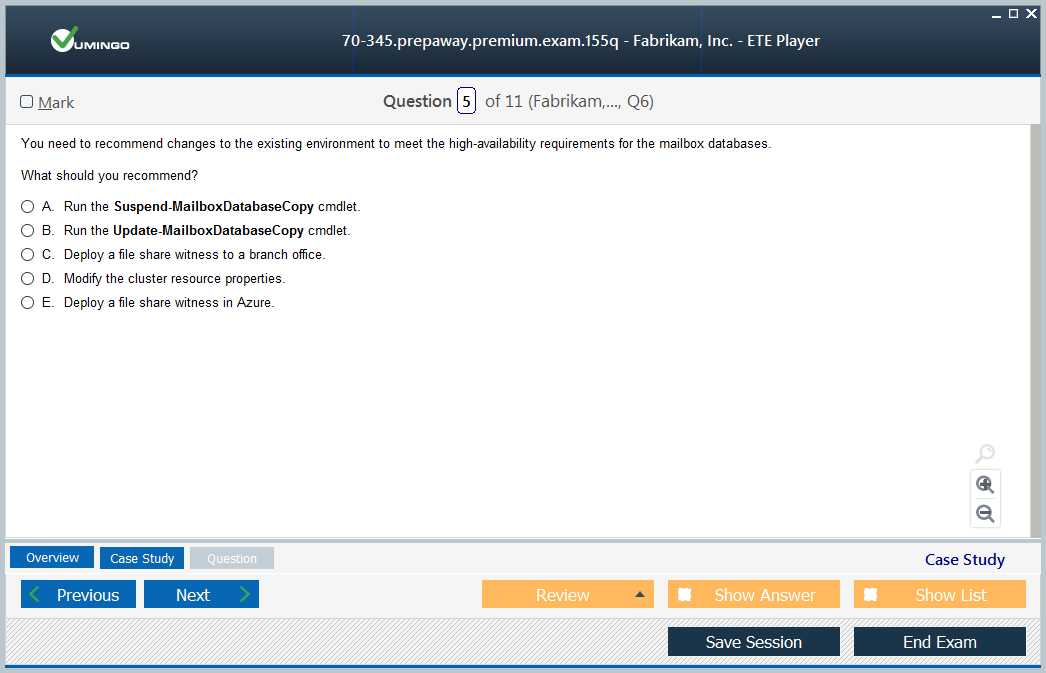 VUMINGO
70-345.prepaway.premium.exam.155q - Fabrikam, Inc. - ETE Player
Mark
Question 5 of 11 (Fabrikam,..., Q6)
You need to recommend changes to the existing environment to meet the high-availability requirements for the mailbox databases.
What should you recommend?
A. Run the Suspend-MailboxDatabaseCopy cmdlet.
B. Run the Update-MailboxDatabaseCopy cmdlet.
C. Deploy a file share witness to a branch office.
D. Modify the cluster resource properties.
E. Deploy a file share witness in Azure.
Overview Case Study Question Case Study
Previous Next Review Show Answer Show List
Save Session End Exam